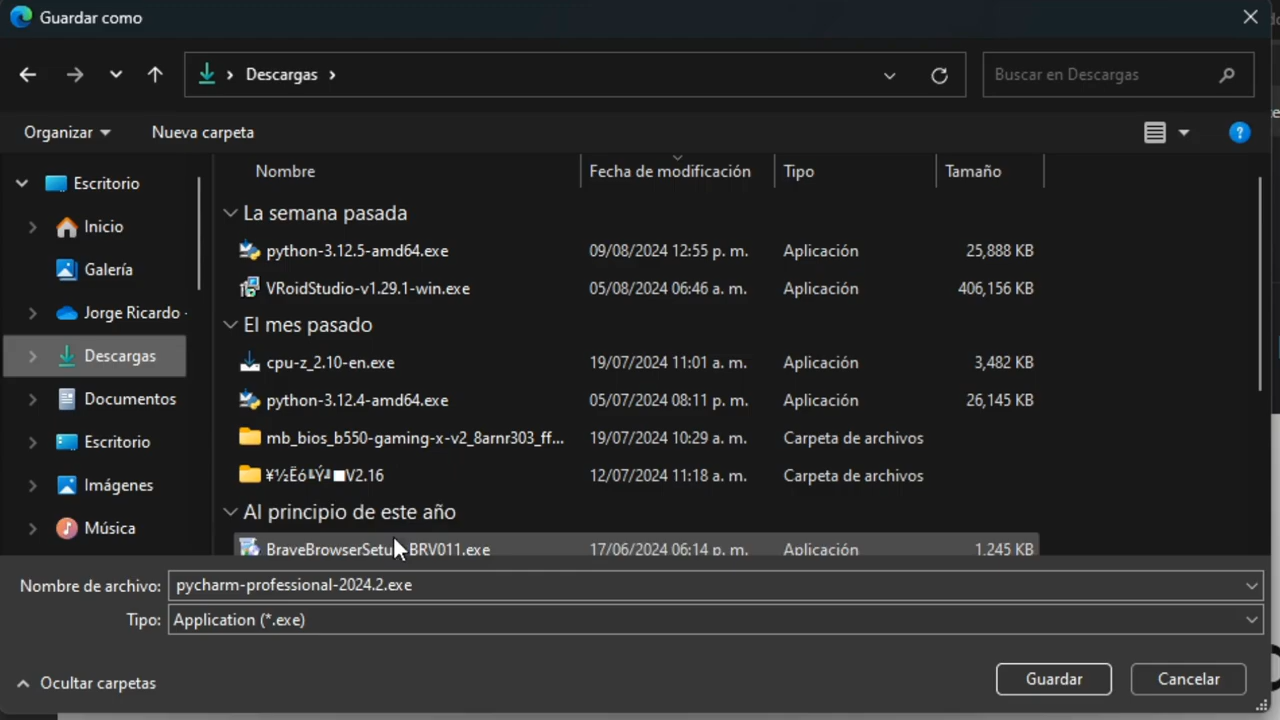 Guardar como
Descargas
Buscar en Descargas
Organizar
Nueva carpeta
Nombre Fecha de modificación Tipo Tamaño
Escritorio
Inicio
Galería
Jorge Ricardo
Descargas
Documentos
Escritorio
Imágenes
Música
La semana pasada
python-3.12.5-amd64.exe 09/08/2024 12:55 p. m. Aplicación 25,888 KB
VRoidStudio-v1.29.1-win.exe 05/08/2024 06:46 a. m. Aplicación 406,156 KB
El mes pasado
cpu-z_2.10-en.exe 19/07/2024 11:01 a. m. Aplicación 3,482 KB
python-3.12.4-amd64.exe 05/07/2024 08:11 p. m. Aplicación 26,145 KB
mb_bios_b550-gaming-x-v2_8arnr303_ff... 19/07/2024 10:29 a. m. Carpeta de archivos
V2.16 12/07/2024 11:18 a. m. Carpeta de archivos
Al principio de este año
BraveBrowserSetup-BRV011.exe 17/06/2024 06:14 p. m. Aplicación 1,245 KB
Nombre de archivo: pycharm-professional-2024.2.exe
Tipo: Application (*.exe)
Ocultar carpetas
Guardar
Cancelar